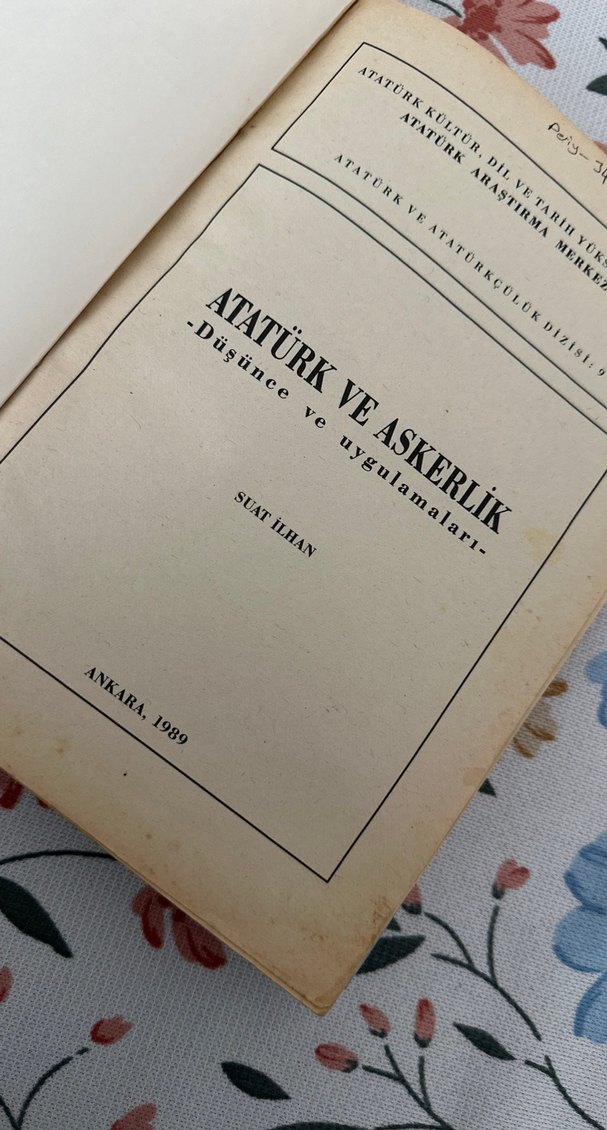 ATATÜRK KÜLTÜR, DİL VE TARİH YÜKS
ATATÜRK ARAŞTIRMA MERKEZ
ATATÜRK VE ATATÜRKÇÜLÜK DİZİSİ: 9
ATATÜRK VE ASKERLİK
-Düşünce ve uygulamaları-
SUAT İLHAN
ANKARA, 1989